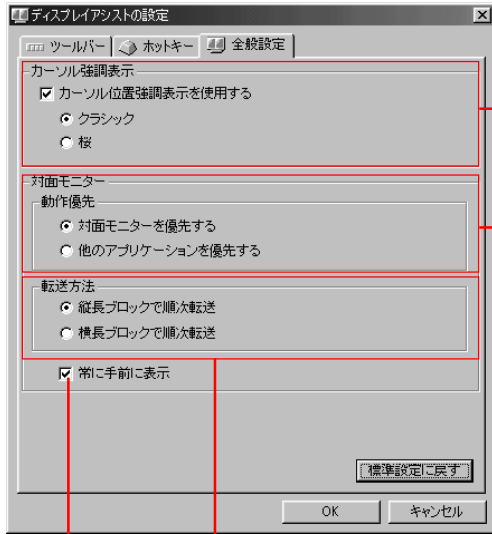 ディスプレイアシストの設定
ツールバー ホットキー 全般設定
カーソル強調表示
カーソル位置強調表示を使用する
クラシック
桜
対面モニター
動作優先
対面モニターを優先する
他のアプリケーションを優先する
転送方法
縦長ブロックで順次転送
横長ブロックで順次転送
常に手前に表示
標準設定に戻す
OK キャンセル